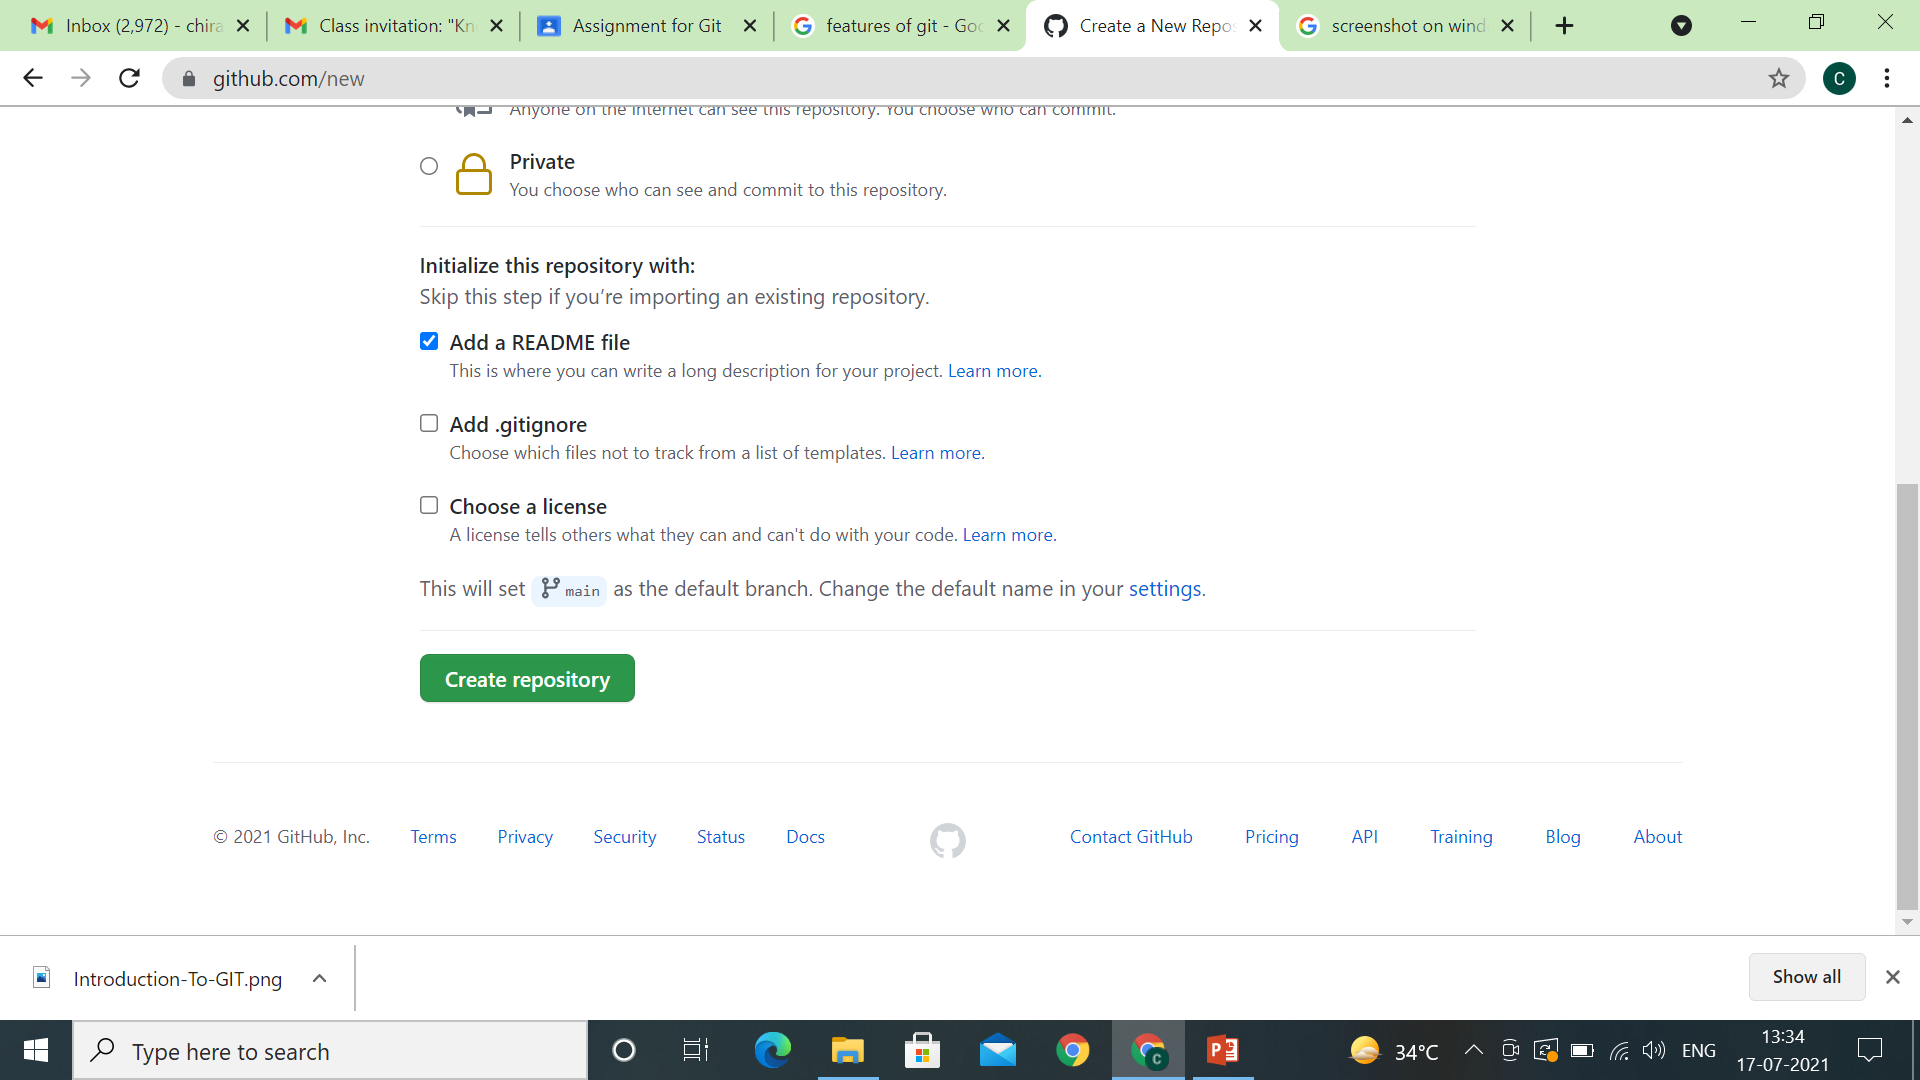 Inbox (2,972) - chira
Class invitation: "Kn
Assignment for Git
features of git - Goo
Create a New Repos
screenshot on wind
github.com/new
C
Anyone on the internet can see this repository. You choose who can commit.
Private
You choose who can see and commit to this repository.
Initialize this repository with:
Skip this step if you’re importing an existing repository.
Add a README file
This is where you can write a long description for your project. Learn more.
Add .gitignore
Choose which files not to track from a list of templates. Learn more.
Choose a license
A license tells others what they can and can't do with your code. Learn more.
This will set main as the default branch. Change the default name in your settings.
Create repository
© 2021 GitHub, Inc. Terms Privacy Security Status Docs Contact GitHub Pricing API Training Blog About
Introduction-To-GIT.png
Show all
Type here to search
34°C
ENG
13:34
17-07-2021